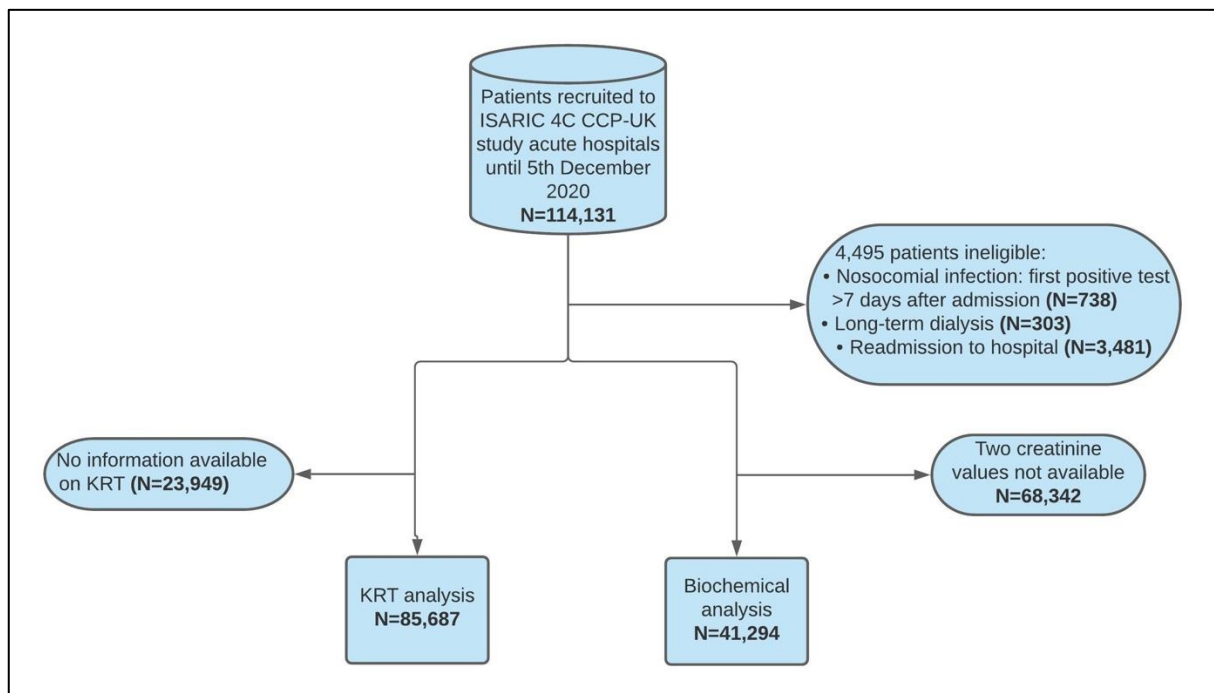 Patients recruited to
ISARIC 4C CCP-UK
study acute hospitals
until 5th December
2020
N=114,131
4,495 patients ineligible:
• Nosocomial infection: first positive test
>7 days after admission (N=738)
• Long-term dialysis (N=303)
• Readmission to hospital (N=3,481)
No information available
on KRT (N=23,949)
Two creatinine
values not available
N=68,342
KRT analysis
N=85,687
Biochemical
analysis
N=41,294